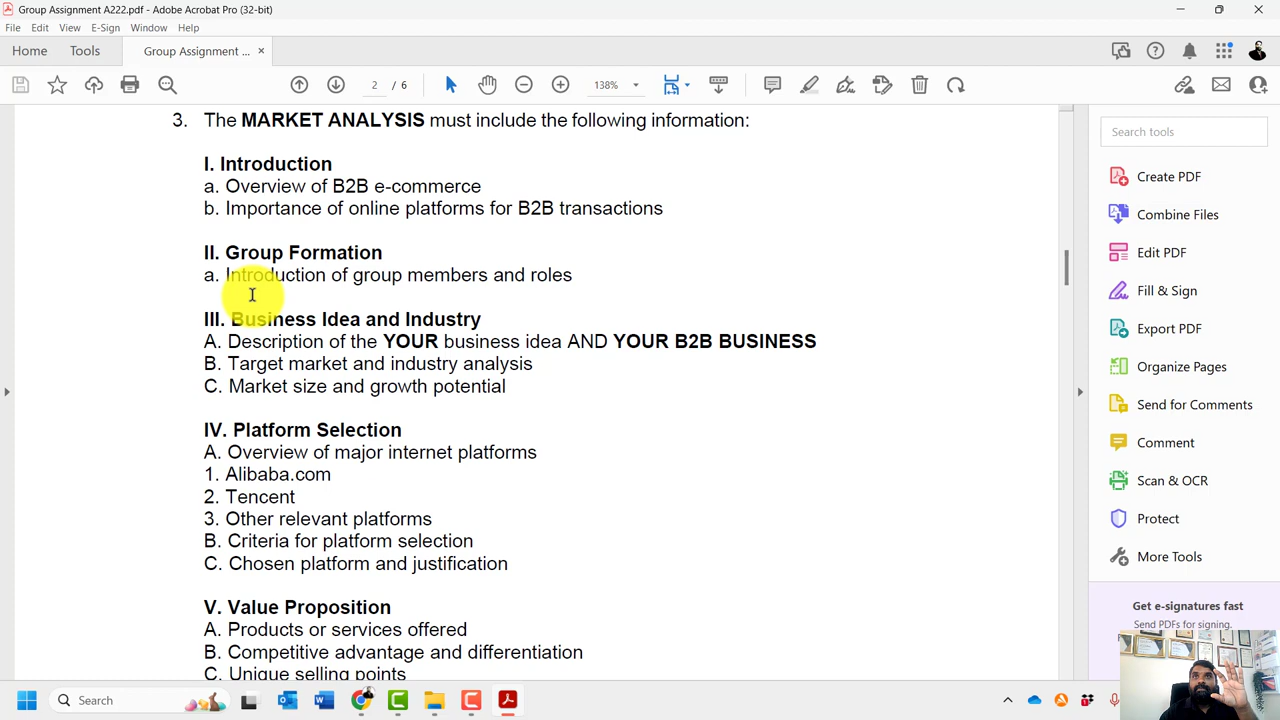 Group Assignment A222.pdf - Adobe Acrobat Pro (32-bit)
File Edit View E-Sign Window Help
Home Tools Group Assignment ... ×
2 / 6 138%
3. The MARKET ANALYSIS must include the following information:
I. Introduction
a. Overview of B2B e-commerce
b. Importance of online platforms for B2B transactions
II. Group Formation
a. Introduction of group members and roles
III. Business Idea and Industry
A. Description of the YOUR business idea AND YOUR B2B BUSINESS
B. Target market and industry analysis
C. Market size and growth potential
IV. Platform Selection
A. Overview of major internet platforms
1. Alibaba.com
2. Tencent
3. Other relevant platforms
B. Criteria for platform selection
C. Chosen platform and justification
V. Value Proposition
A. Products or services offered
B. Competitive advantage and differentiation
C. Unique selling points
Search tools
Create PDF
Combine Files
Edit PDF
Fill & Sign
Export PDF
Organize Pages
Send for Comments
Comment
Scan & OCR
Protect
More Tools
Get e-signatures fast
Send PDFs for signing.
Search